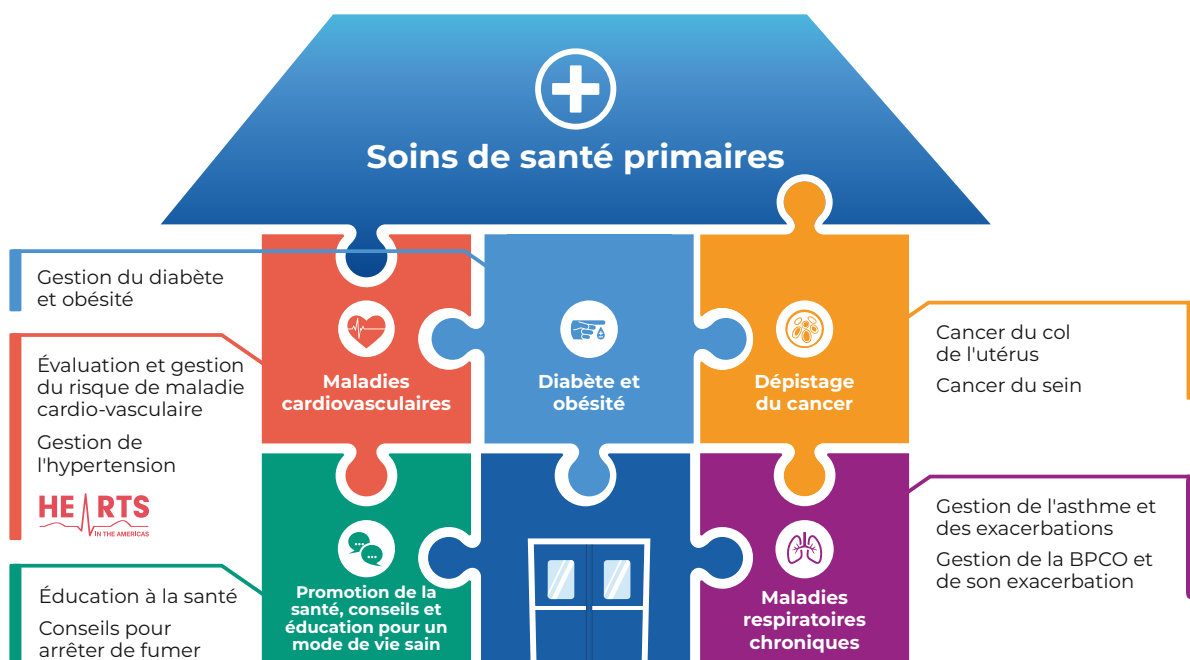 Soins de santé primaires
Gestion du diabète
et obésité
Évaluation et gestion
du risque de maladie
cardio-vasculaire
Gestion de
l'hypertension
HEARTS
IN THE AMERICAS
Éducation à la santé
Conseils pour
arrêter de fumer
Maladies
cardiovasculaires
Diabète et
obésité
Dépistage
du cancer
Promotion de la
santé, conseils et
éducation pour un
mode de vie sain
Maladies
respiratoires
chroniques
Cancer du col
de l'utérus
Cancer du sein
Gestion de l'asthme et
des exacerbations
Gestion de la BPCO et
de son exacerbation